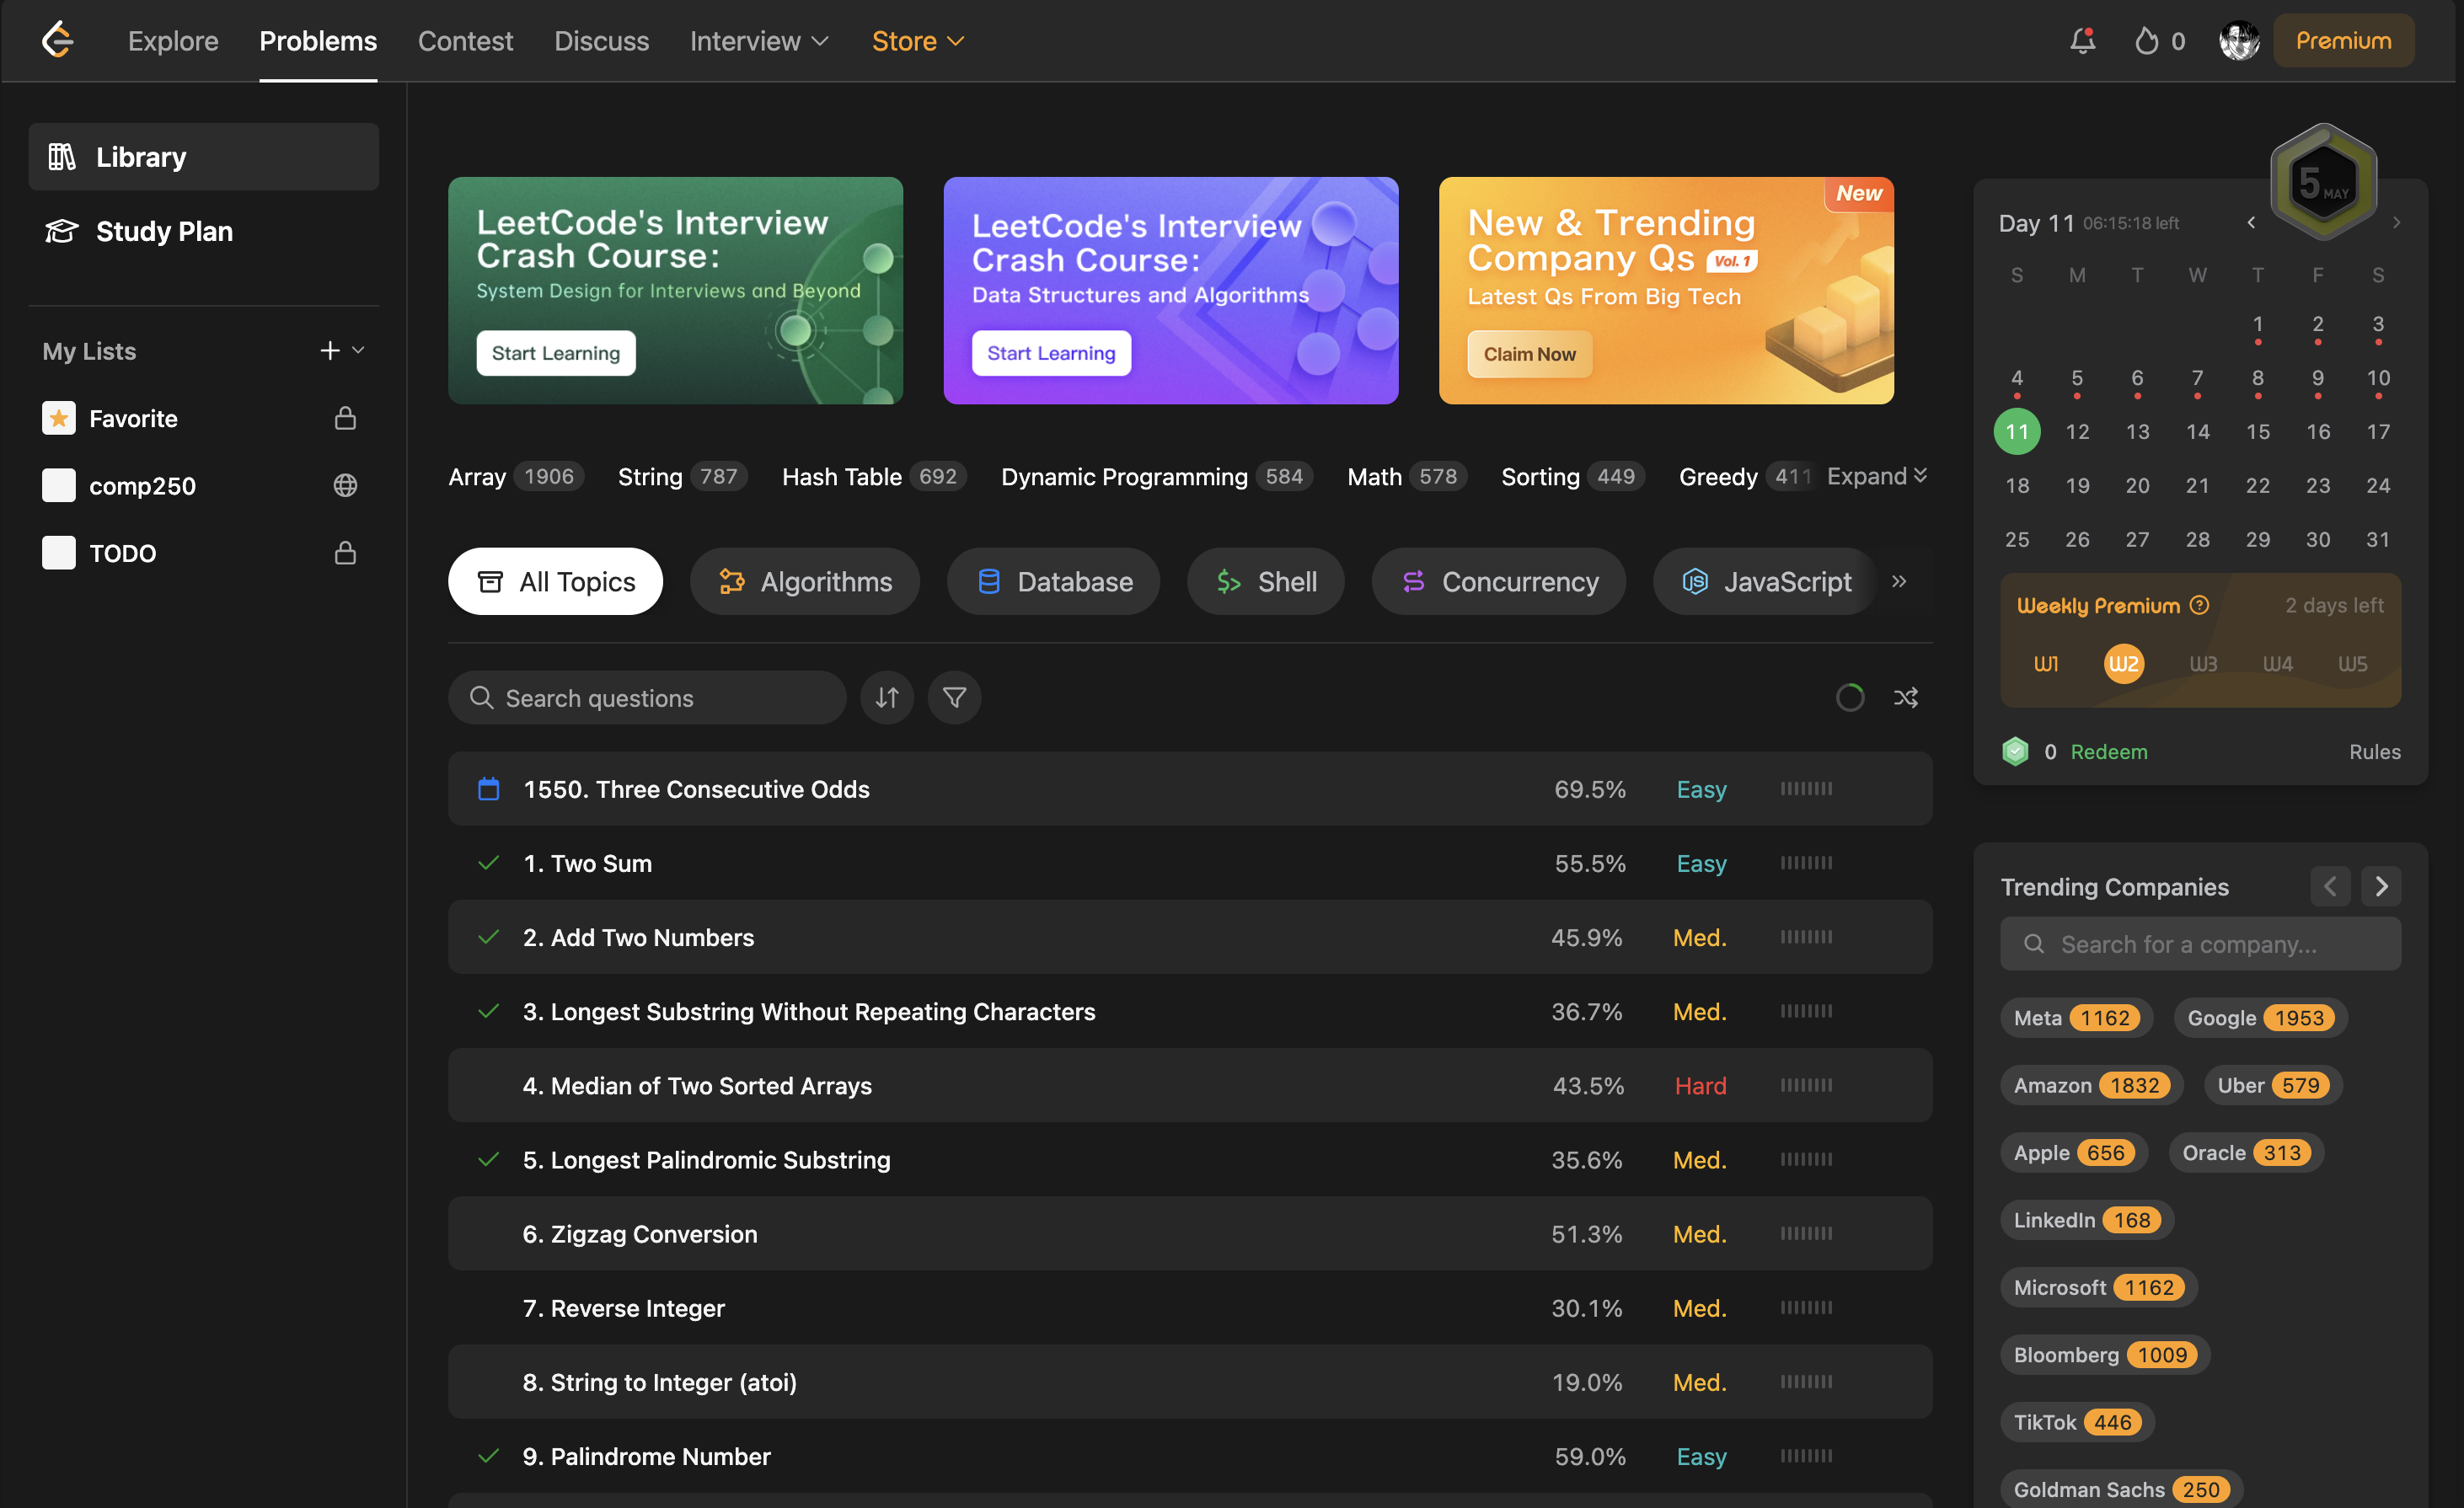 Explore Problems Contest Discuss Interview Store 0 Premium
Library
Study Plan
My Lists
Favorite
comp250
TODO
LeetCode's Interview
Crash Course:
System Design for Interviews and Beyond
Start Learning
LeetCode's Interview
Crash Course:
Data Structures and Algorithms
Start Learning
New
New & Trending
Company Qs Vol. 1
Latest Qs From Big Tech
Claim Now
Array 1906 String 787 Hash Table 692 Dynamic Programming 584 Math 578 Sorting 449 Greedy 411 Expand
All Topics Algorithms Database Shell Concurrency JavaScript
Search questions
1550. Three Consecutive Odds 69.5% Easy
1. Two Sum 55.5% Easy
2. Add Two Numbers 45.9% Med.
3. Longest Substring Without Repeating Characters 36.7% Med.
4. Median of Two Sorted Arrays 43.5% Hard
5. Longest Palindromic Substring 35.6% Med.
6. Zigzag Conversion 51.3% Med.
7. Reverse Integer 30.1% Med.
8. String to Integer (atoi) 19.0% Med.
9. Palindrome Number 59.0% Easy
5 MAY
Day 11 06:15:18 left
S M T W T F S
1 2 3
4 5 6 7 8 9 10
11 12 13 14 15 16 17
18 19 20 21 22 23 24
25 26 27 28 29 30 31
Weekly Premium 2 days left
W1 W2 W3 W4 W5
0 Redeem Rules
Trending Companies
Search for a company...
Meta 1162 Google 1953
Amazon 1832 Uber 579
Apple 656 Oracle 313
LinkedIn 168
Microsoft 1162
Bloomberg 1009
TikTok 446
Goldman Sachs 250